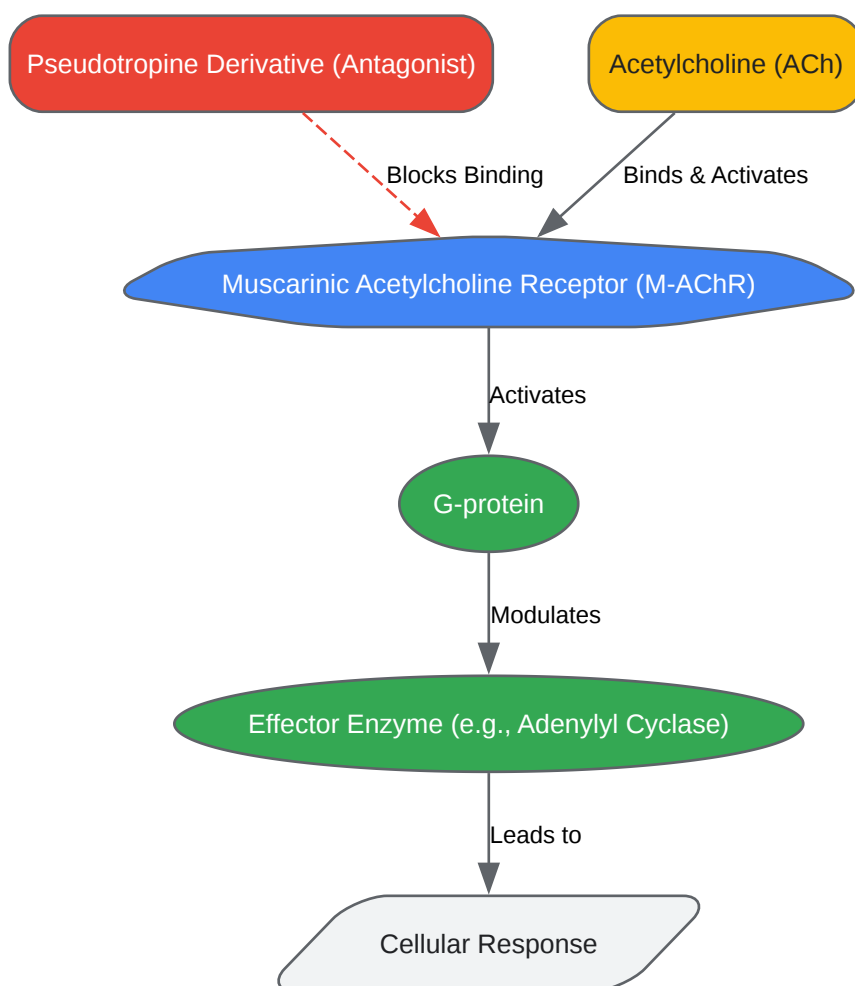 Pseudotropine Derivative (Antagonist)
Acetylcholine (ACh)
Blocks Binding
Binds & Activates
Muscarinic Acetylcholine Receptor (M-AChR)
Activates
G-protein
Modulates
Effector Enzyme (e.g., Adenylyl Cyclase)
Leads to
Cellular Response